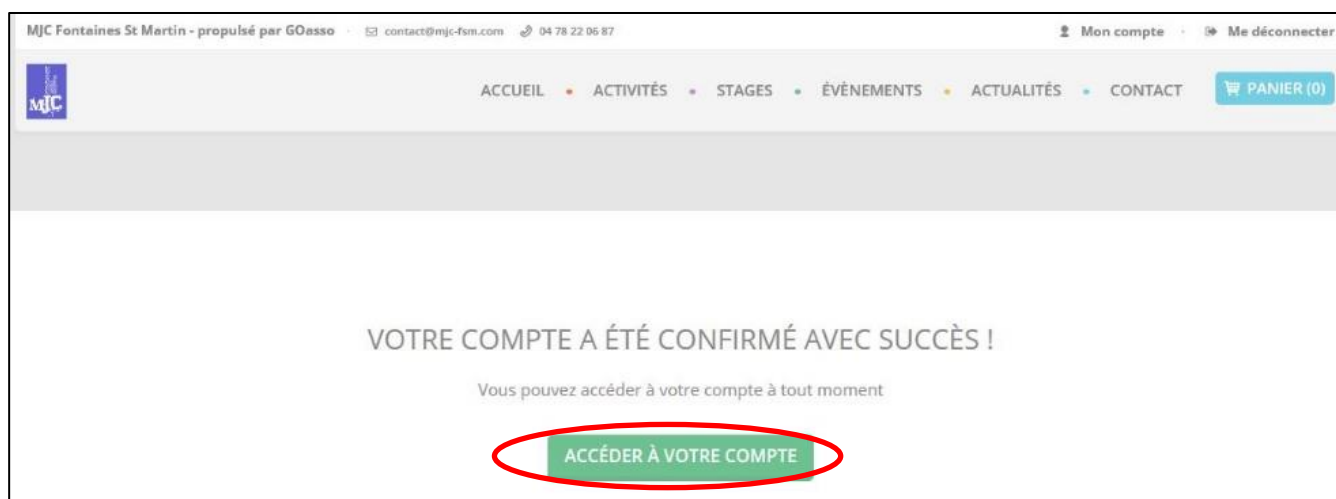 MJC Fontaines St Martin - propulsé par GOasso · contact@mjc-fsm.com 04 78 22 06 87 Mon compte · Me déconnecter
MJC
ACCUEIL • ACTIVITÉS • STAGES • ÉVÈNEMENTS • ACTUALITÉS • CONTACT PANIER (0)
VOTRE COMPTE A ÉTÉ CONFIRMÉ AVEC SUCCÈS !
Vous pouvez accéder à votre compte à tout moment
ACCÉDER À VOTRE COMPTE